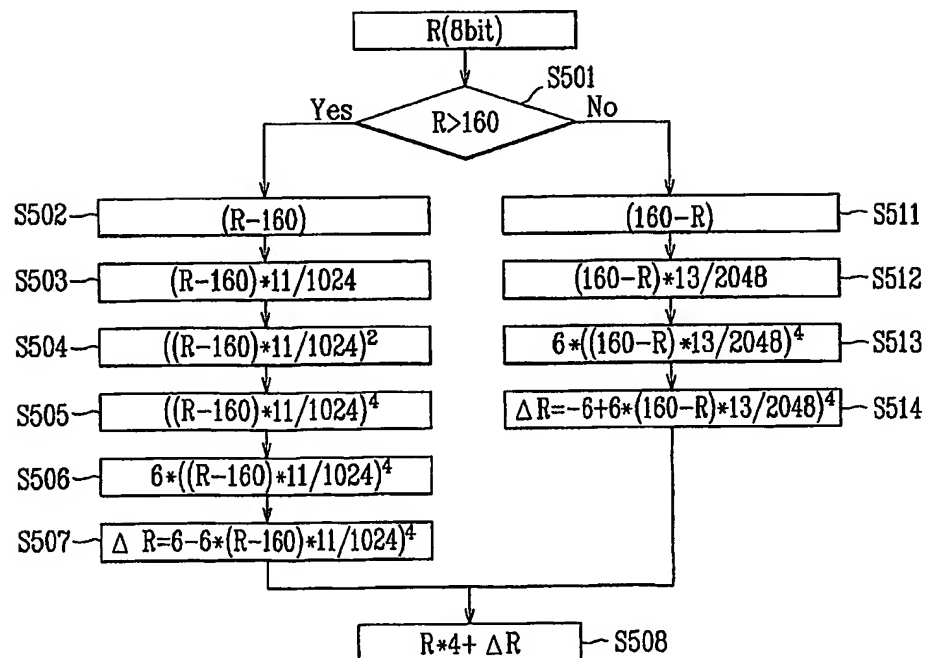 R(8bit)
S501
Yes
R>160
No
S502
(R-160)
(160-R)
S511
S503
(R-160)*11/1024
(160-R)*13/2048
S512
S504
((R-160)*11/1024)²
6*((160-R)*13/2048)⁴
S513
S505
((R-160)*11/1024)⁴
ΔR=-6+6*(160-R)*13/2048)⁴
S514
S506
6*((R-160)*11/1024)⁴
S507
Δ R=6-6*(R-160)*11/1024)⁴
R*4+ ΔR
S508